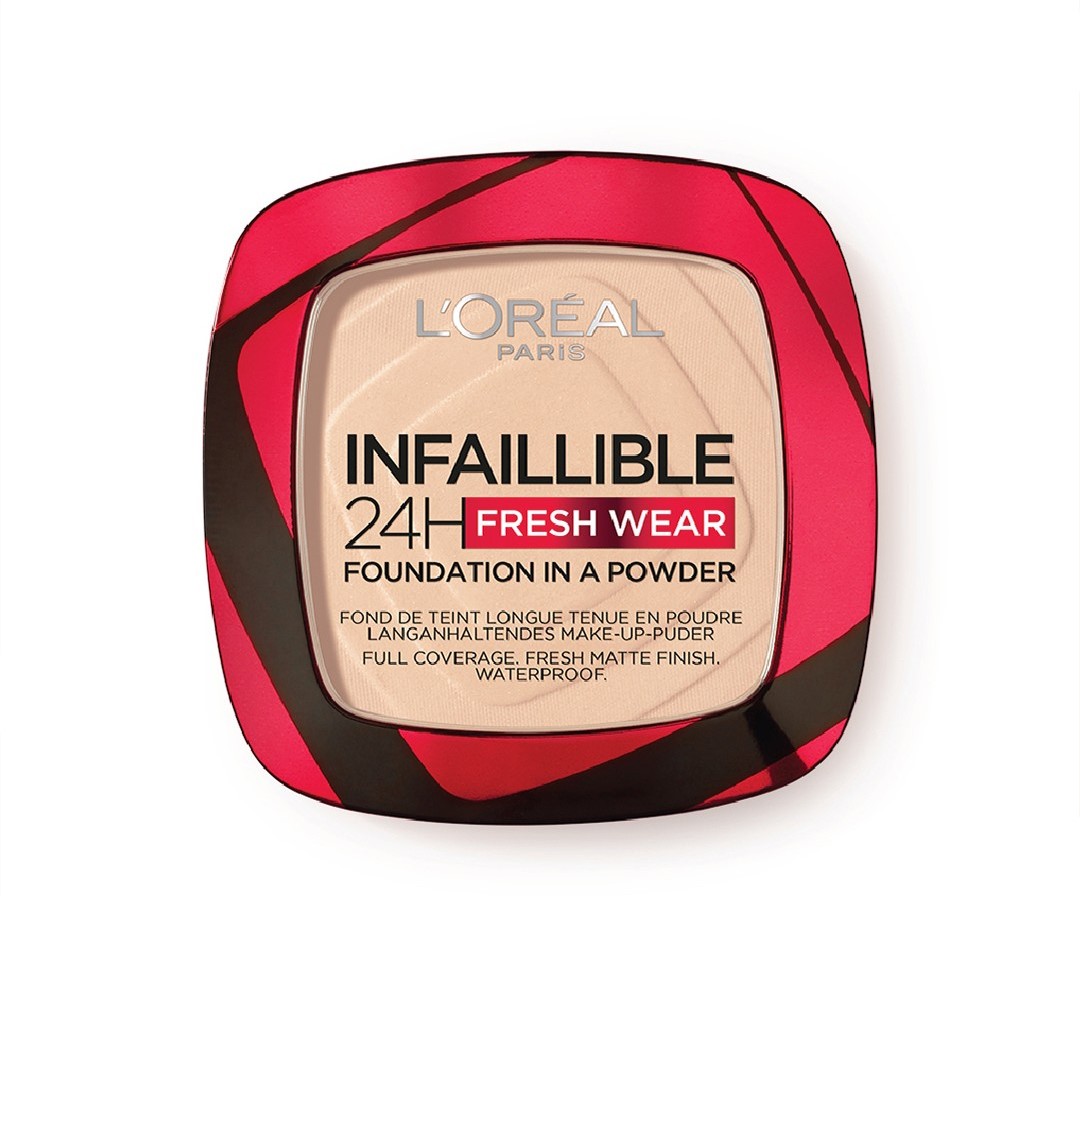 L'ORÉAL
PARIS
INFAILLIBLE
24H FRESH WEAR
FOUNDATION IN A POWDER
FOND DE TEINT LONGUE TENUE EN POUDRE
LANGANHALTENDES MAKE-UP-PUDER
FULL COVERAGE. FRESH MATTE FINISH.
WATERPROOF.